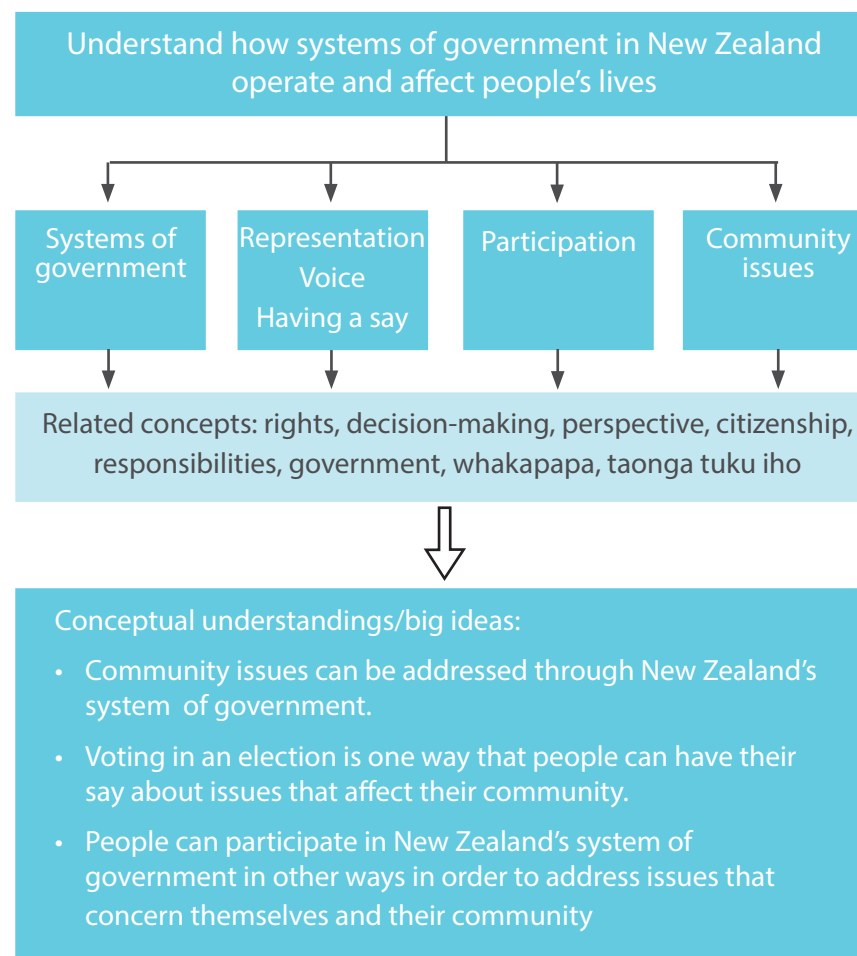 Understand how systems of government in New Zealand
operate and affect people's lives
Systems of
government
Representation
Voice
Having a say
Participation
Community
issues
Related concepts: rights, decision-making, perspective, citizenship,
responsibilities, government, whakapapa, taonga tuku iho
Conceptual understandings/big ideas:
• Community issues can be addressed through New Zealand's
system of government.
• Voting in an election is one way that people can have their
say about issues that affect their community.
• People can participate in New Zealand's system of
government in other ways in order to address issues that
concern themselves and their community